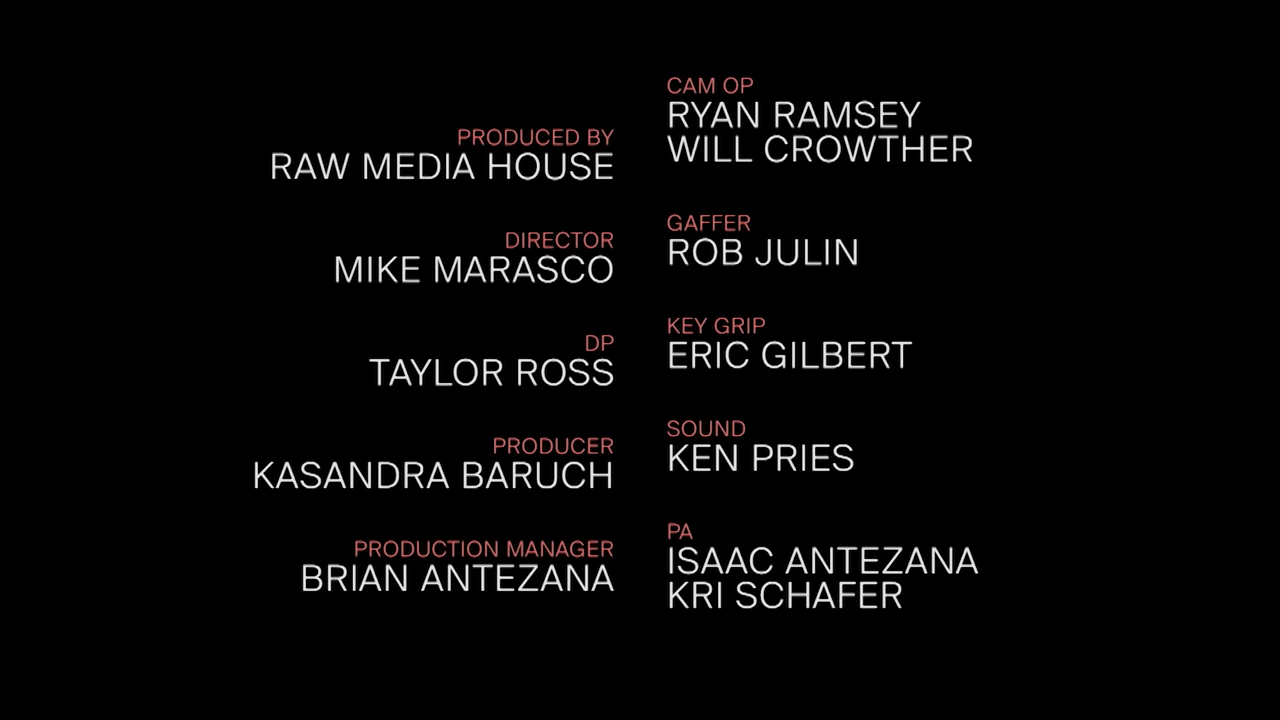 PRODUCED BY
RAW MEDIA HOUSE
DIRECTOR
MIKE MARASCO
DP
TAYLOR ROSS
PRODUCER
KASANDRA BARUCH
PRODUCTION MANAGER
BRIAN ANTEZANA
CAM OP
RYAN RAMSEY
WILL CROWTHER
GAFFER
ROB JULIN
KEY GRIP
ERIC GILBERT
SOUND
KEN PRIES
PA
ISAAC ANTEZANA
KRI SCHAFER